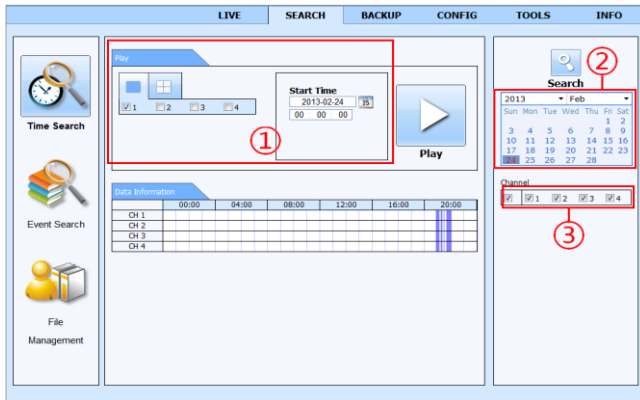 LIVE SEARCH BACKUP CONFIG TOOLS INFO
Time Search
Event Search
File
Management
Play
1 2 3 4
Start Time
2013-02-24 25
00 : 00 : 00
Play
①
Data Information
00:00 04:00 08:00 12:00 16:00 20:00
CH 1
CH 2
CH 3
CH 4
②
Search
2013 Feb
Sun Mon Tue Wed Thu Fri Sat
1 2
3 4 5 6 7 8 9
10 11 12 13 14 15 16
17 18 19 20 21 22 23
24 25 26 27 28
Channel
1 2 3 4
③